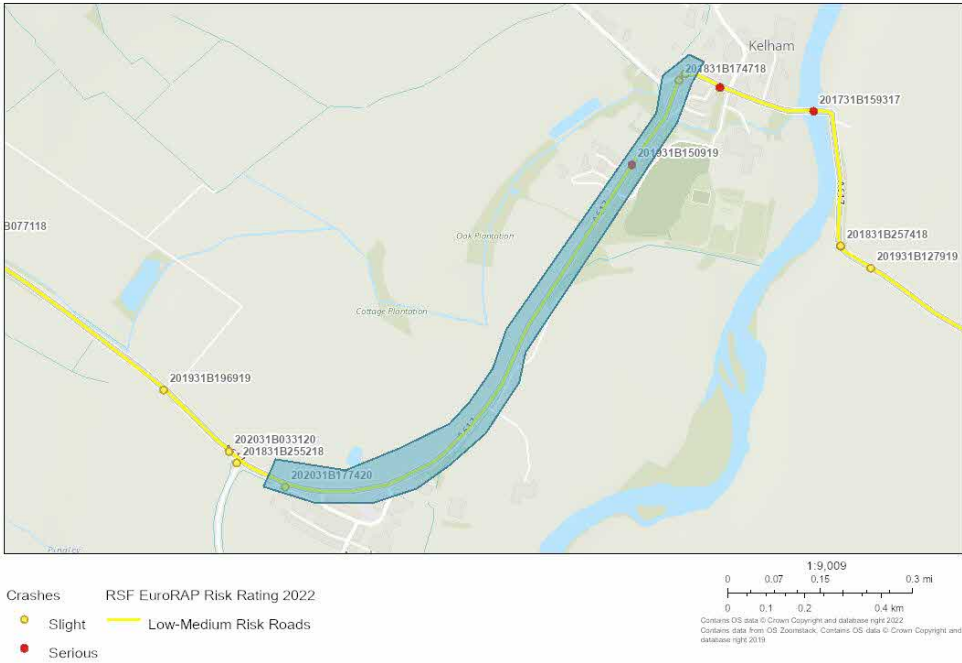 Kelham
201831B174718
201731B159317
201931B150919
B077118
Oak Plantation
201831B257418
201931B127919
Cottage Plantation
201931B196919
202031B033120
201831B255218
202031B177420
Pingley
1:9,009
0 0.07 0.15 0.3 mi
0 0.1 0.2 0.4 km
Crashes
RSF EuroRAP Risk Rating 2022
Slight
Low-Medium Risk Roads
Serious
Contains OS data © Crown Copyright and database right 2022
Contains data from OS Zoomstack, Contains OS data © Crown Copyright and
database right 2019